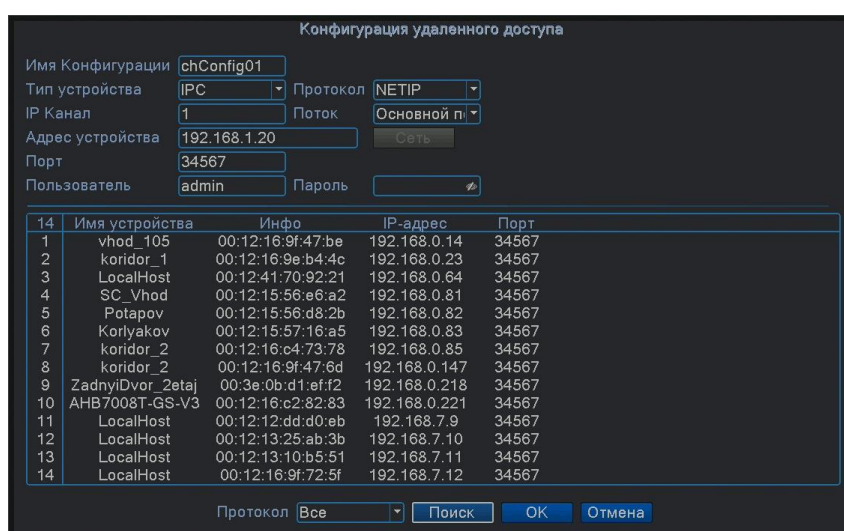 Конфигурация удаленного доступа
Имя Конфигурации chConfig01
Тип устройства IPC Протокол NETIP
IP Канал 1 Поток Основной п
Адрес устройства 192.168.1.20 Сеть
Порт 34567
Пользователь admin Пароль
14 Имя устройства Инфо IP-адрес Порт
1 vhod_105 00:12:16:9f:47:be 192.168.0.14 34567
2 koridor_1 00:12:16:9e:b4:4c 192.168.0.23 34567
3 LocalHost 00:12:41:70:92:21 192.168.0.64 34567
4 SC_Vhod 00:12:15:56:e6:a2 192.168.0.81 34567
5 Potapov 00:12:15:56:d8:2b 192.168.0.82 34567
6 Korlyakov 00:12:15:57:16:a5 192.168.0.83 34567
7 koridor_2 00:12:16:c4:73:78 192.168.0.85 34567
8 koridor_2 00:12:16:9f:47:6d 192.168.0.147 34567
9 ZadnyiDvor_2etaj 00:3e:0b:d1:ef:f2 192.168.0.218 34567
10 AHB7008T-GS-V3 00:12:16:c2:82:83 192.168.0.221 34567
11 LocalHost 00:12:12:dd:d0:eb 192.168.7.9 34567
12 LocalHost 00:12:13:25:ab:3b 192.168.7.10 34567
13 LocalHost 00:12:13:10:b5:51 192.168.7.11 34567
14 LocalHost 00:12:16:9f:72:5f 192.168.7.12 34567
Протокол Все Поиск OK Отмена